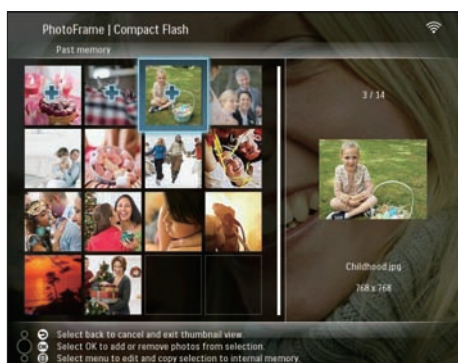 PhotoFrame | Compact Flash
Past memory
3 / 14
Childhood.jpg
768 x 768
Select back to cancel and exit thumbnail view.
OK Select OK to add or remove photos from selection.
Select menu to edit and copy selection to internal memory.